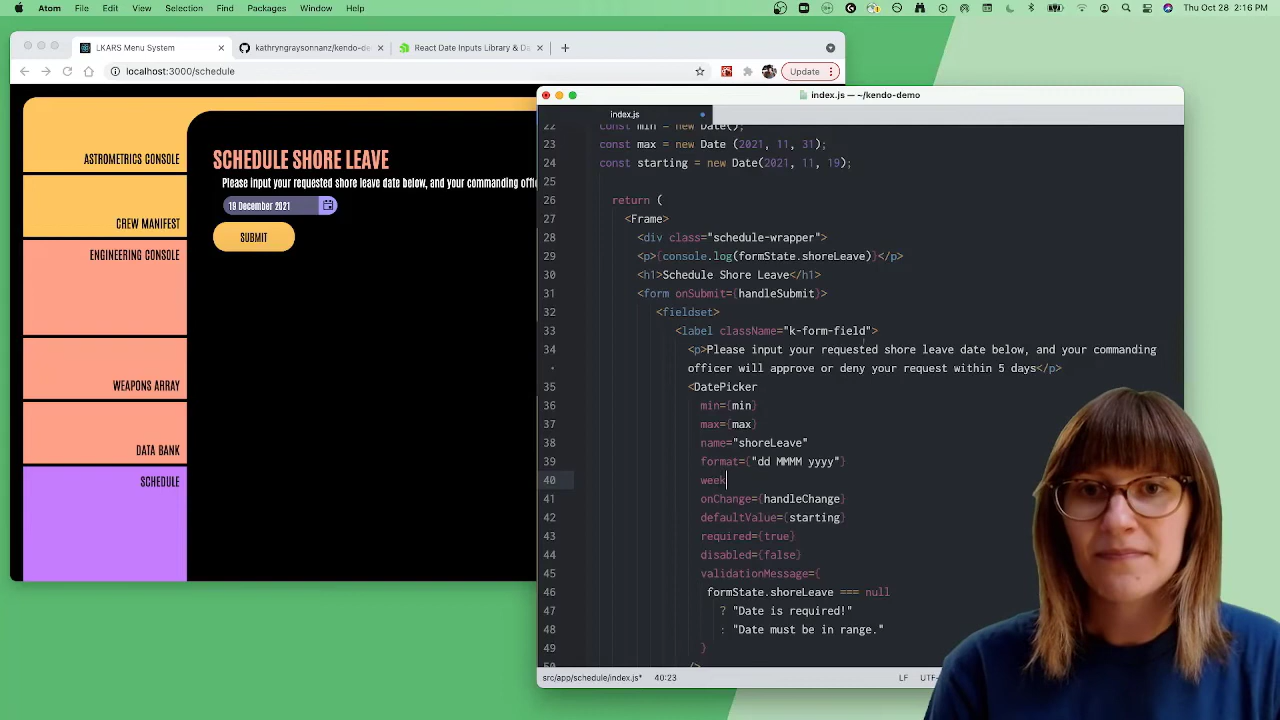 Atom File Edit View Window Help
Thu Oct 28 2:16 PM
LKARS Menu System
kathryngraysonnanz/kendo-de
React Date Inputs Library & Da
localhost:3000/schedule
Update
index.js — ~/kendo-demo
index.js
ASTROMETRICS CONSOLE
CREW MANIFEST
ENGINEERING CONSOLE
WEAPONS ARRAY
DATA BANK
SCHEDULE
SCHEDULE SHORE LEAVE
Please input your requested shore leave date below, and your commanding offic
19 December 2021
SUBMIT
22 const min = new Date();
23 const max = new Date (2021, 11, 31);
24 const starting = new Date(2021, 11, 19);
25
26 return (
27 <Frame>
28 <div class="schedule-wrapper">
29 <p>{console.log(formState.shoreLeave)}</p>
30 <h1>Schedule Shore Leave</h1>
31 <form onSubmit={handleSubmit}>
32 <fieldset>
33 <label className="k-form-field">
34 <p>Please input your requested shore leave date below, and your commanding
• officer will approve or deny your request within 5 days</p>
35 <DatePicker
36 min={min}
37 max={max}
38 name="shoreLeave"
39 format={"dd MMMM yyyy"}
40 week
41 onChange={handleChange}
42 defaultValue={starting}
43 required={true}
44 disabled={false}
45 validationMessage={
46 formState.shoreLeave === null
47 ? "Date is required!"
48 : "Date must be in range."
49 }
50 />
src/app/schedule/index.js* 40:23
LF UTF-